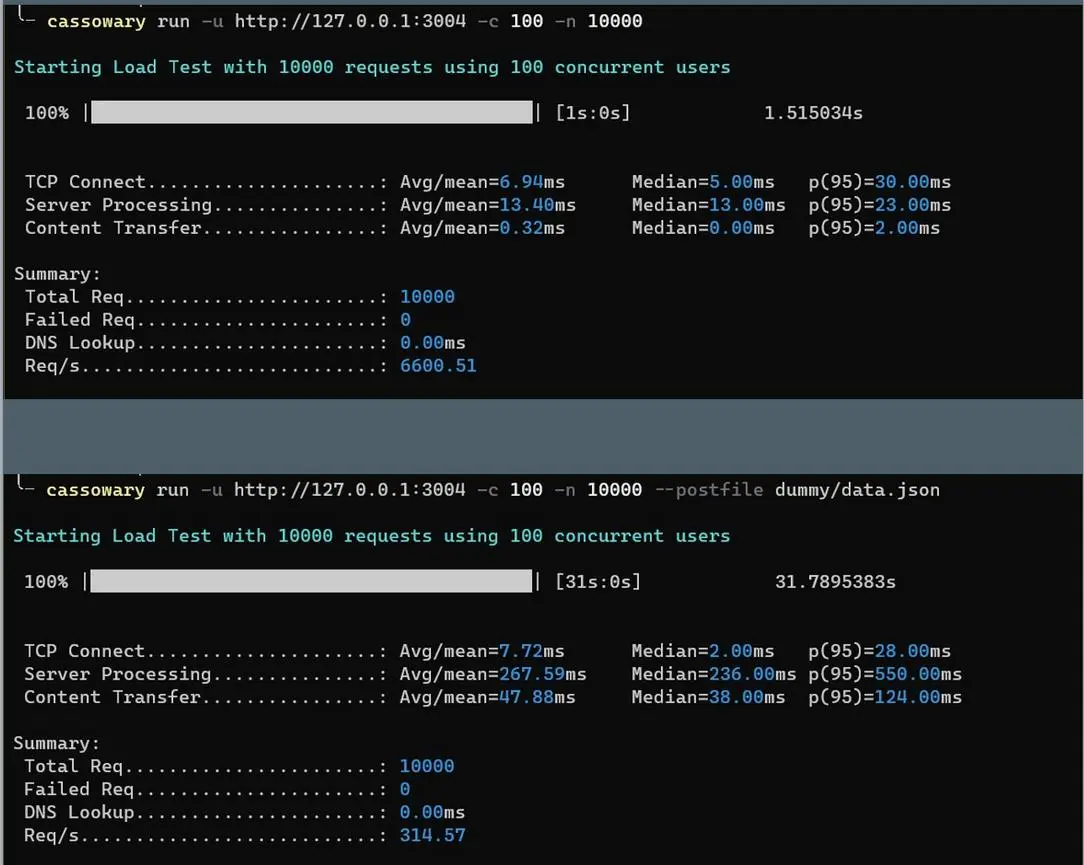 cassowary run -u http://127.0.0.1:3004 -c 100 -n 10000
Starting Load Test with 10000 requests using 100 concurrent users
100% | | [1s:0s] 1.515034s
TCP Connect.....................: Avg/mean=6.94ms Median=5.00ms p(95)=30.00ms
Server Processing...............: Avg/mean=13.40ms Median=13.00ms p(95)=23.00ms
Content Transfer................: Avg/mean=0.32ms Median=0.00ms p(95)=2.00ms
Summary:
Total Req.......................: 10000
Failed Req......................: 0
DNS Lookup......................: 0.00ms
Req/s...........................: 6600.51
cassowary run -u http://127.0.0.1:3004 -c 100 -n 10000 --postfile dummy/data.json
Starting Load Test with 10000 requests using 100 concurrent users
100% | | [31s:0s] 31.7895383s
TCP Connect.....................: Avg/mean=7.72ms Median=2.00ms p(95)=28.00ms
Server Processing...............: Avg/mean=267.59ms Median=236.00ms p(95)=550.00ms
Content Transfer................: Avg/mean=47.88ms Median=38.00ms p(95)=124.00ms
Summary:
Total Req.......................: 10000
Failed Req......................: 0
DNS Lookup......................: 0.00ms
Req/s...........................: 314.57